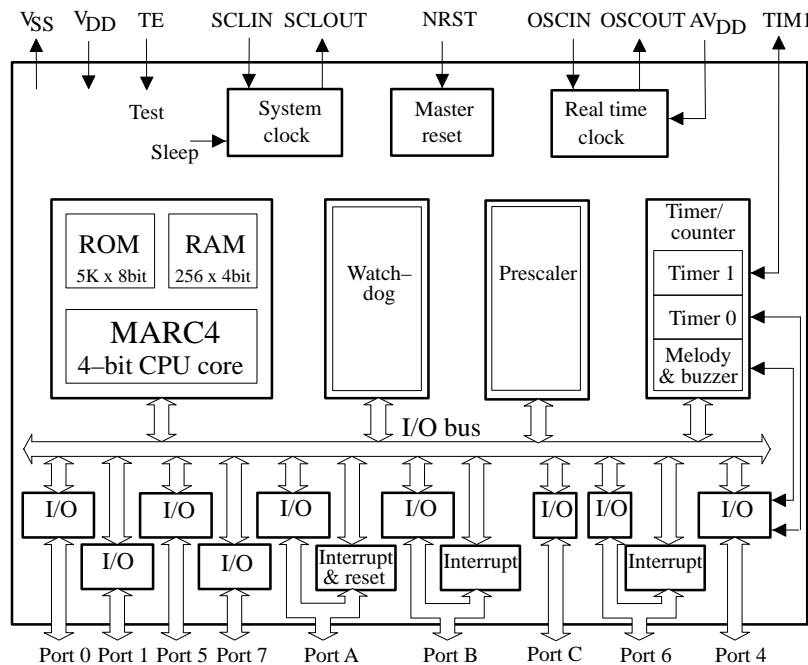 VSS VDD TE SCLIN SCLOUT NRST OSCIN OSCOUT AVDD TIM1
Test
Sleep
System
clock
Master
reset
Real time
clock
ROM
5K x 8bit
RAM
256 x 4bit
MARC4
4–bit CPU core
Watch–
dog
Prescaler
Timer/
counter
Timer 1
Timer 0
Melody
& buzzer
I/O bus
I/O I/O I/O I/O I/O I/O I/O
I/O I/O
Interrupt
& reset
Interrupt
Interrupt
Port 0 Port 1 Port 5 Port 7 Port A Port B Port C Port 6 Port 4